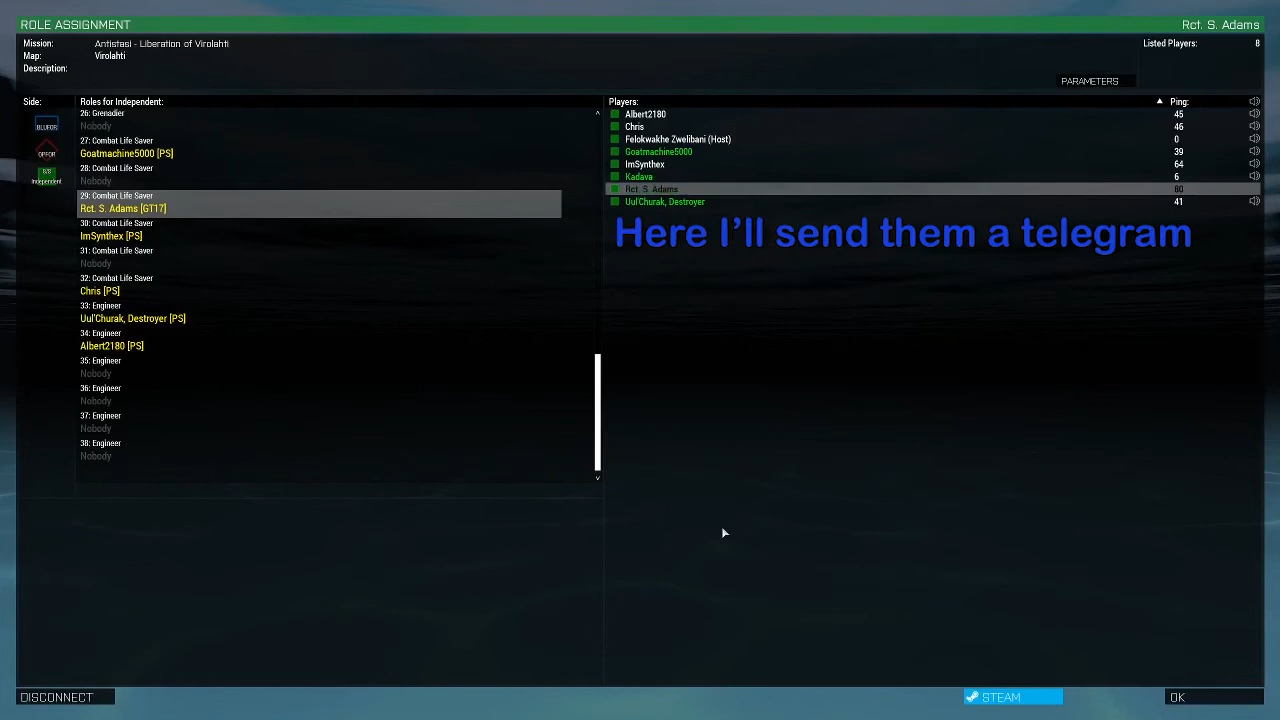 ROLE ASSIGNMENT
Rct. S. Adams
Mission: Antistasi - Liberation of Virolahti
Map: Virolahti
Description:
Listed Players: 8
PARAMETERS
Side:
BLUFOR
OPFOR
8/8
Independent
Roles for Independent:
26: Grenadier
Nobody
27: Combat Life Saver
Goatmachine5000 [PS]
28: Combat Life Saver
Nobody
29: Combat Life Saver
Rct. S. Adams [GT17]
30: Combat Life Saver
ImSynthex [PS]
31: Combat Life Saver
Nobody
32: Combat Life Saver
Chris [PS]
33: Engineer
Uul'Churak, Destroyer [PS]
34: Engineer
Albert2180 [PS]
35: Engineer
Nobody
36: Engineer
Nobody
37: Engineer
Nobody
38: Engineer
Nobody
Players: Ping:
Albert2180 45
Chris 46
Felokwakhe Zwelibani (Host) 0
Goatmachine5000 39
ImSynthex 64
Kadava 6
Rct. S. Adams 80
Uul'Churak, Destroyer 41
Here I'll send them a telegram
DISCONNECT
STEAM
OK